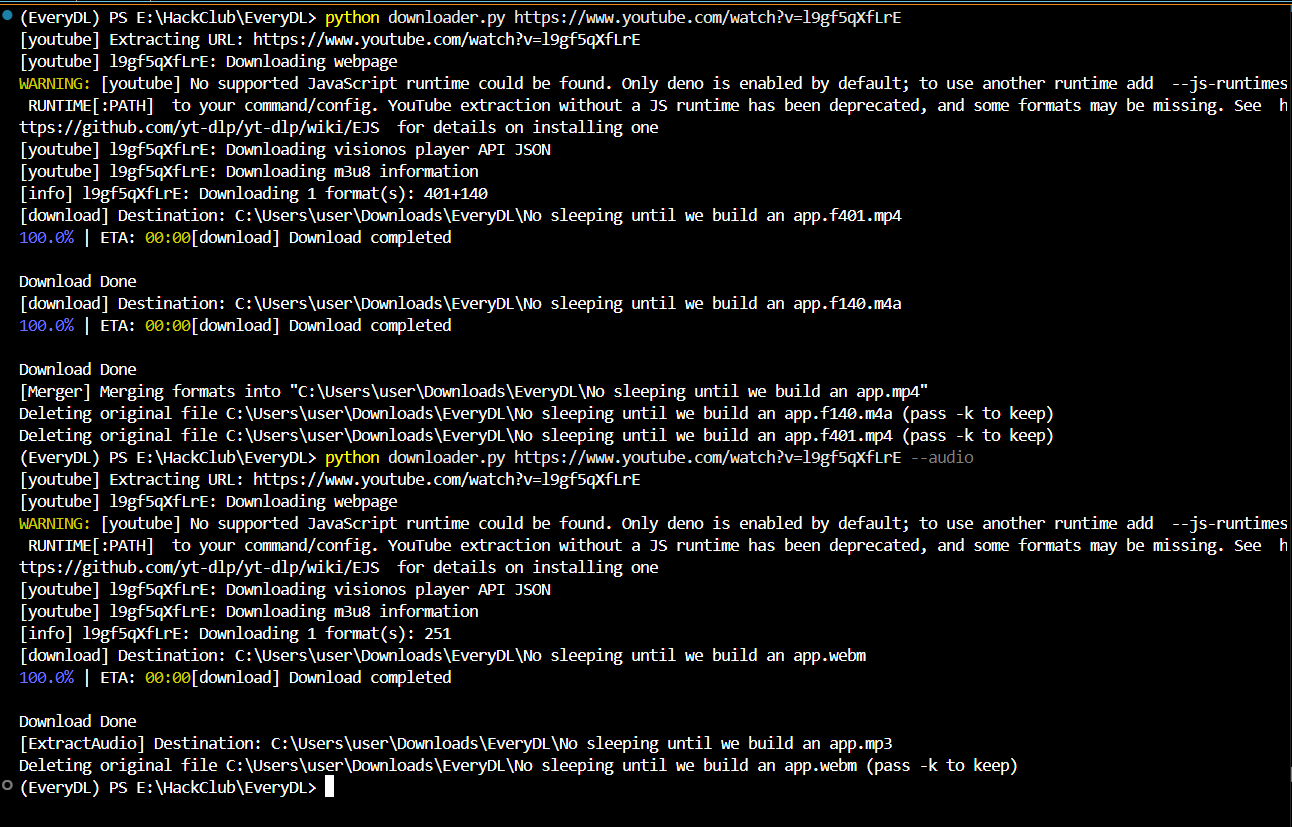 (EveryDL) PS E:\HackClub\EveryDL> python downloader.py https://www.youtube.com/watch?v=l9gf5qXfLrE
[youtube] Extracting URL: https://www.youtube.com/watch?v=l9gf5qXfLrE
[youtube] l9gf5qXfLrE: Downloading webpage
WARNING: [youtube] No supported JavaScript runtime could be found. Only deno is enabled by default; to use another runtime add  --js-runtimes
 RUNTIME[:PATH]  to your command/config. YouTube extraction without a JS runtime has been deprecated, and some formats may be missing. See  h
ttps://github.com/yt-dlp/yt-dlp/wiki/EJS  for details on installing one
[youtube] l9gf5qXfLrE: Downloading visionos player API JSON
[youtube] l9gf5qXfLrE: Downloading m3u8 information
[info] l9gf5qXfLrE: Downloading 1 format(s): 401+140
[download] Destination: C:\Users\user\Downloads\EveryDL\No sleeping until we build an app.f401.mp4
100.0% | ETA: 00:00[download] Download completed

Download Done
[download] Destination: C:\Users\user\Downloads\EveryDL\No sleeping until we build an app.f140.m4a
100.0% | ETA: 00:00[download] Download completed

Download Done
[Merger] Merging formats into "C:\Users\user\Downloads\EveryDL\No sleeping until we build an app.mp4"
Deleting original file C:\Users\user\Downloads\EveryDL\No sleeping until we build an app.f140.m4a (pass -k to keep)
Deleting original file C:\Users\user\Downloads\EveryDL\No sleeping until we build an app.f401.mp4 (pass -k to keep)
(EveryDL) PS E:\HackClub\EveryDL> python downloader.py https://www.youtube.com/watch?v=l9gf5qXfLrE --audio
[youtube] Extracting URL: https://www.youtube.com/watch?v=l9gf5qXfLrE
[youtube] l9gf5qXfLrE: Downloading webpage
WARNING: [youtube] No supported JavaScript runtime could be found. Only deno is enabled by default; to use another runtime add  --js-runtimes
 RUNTIME[:PATH]  to your command/config. YouTube extraction without a JS runtime has been deprecated, and some formats may be missing. See  h
ttps://github.com/yt-dlp/yt-dlp/wiki/EJS  for details on installing one
[youtube] l9gf5qXfLrE: Downloading visionos player API JSON
[youtube] l9gf5qXfLrE: Downloading m3u8 information
[info] l9gf5qXfLrE: Downloading 1 format(s): 251
[download] Destination: C:\Users\user\Downloads\EveryDL\No sleeping until we build an app.webm
100.0% | ETA: 00:00[download] Download completed

Download Done
[ExtractAudio] Destination: C:\Users\user\Downloads\EveryDL\No sleeping until we build an app.mp3
Deleting original file C:\Users\user\Downloads\EveryDL\No sleeping until we build an app.webm (pass -k to keep)
(EveryDL) PS E:\HackClub\EveryDL>